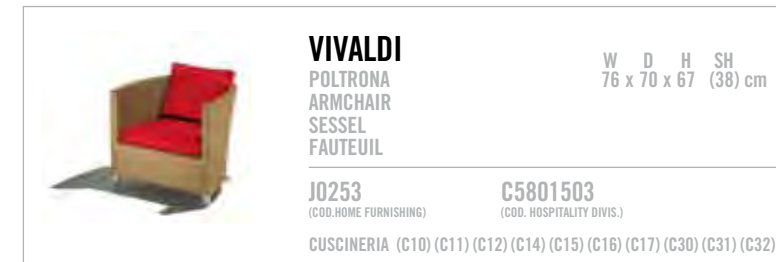 VIVALDI
POLTRONA
ARMCHAIR
SESSEL
FAUTEUIL
W D H SH
76 x 70 x 67 (38) cm
J0253
(COD.HOME FURNISHING)
C5801503
(COD. HOSPITALITY DIVIS.)
CUSCINERIA (C10) (C11) (C12) (C14) (C15) (C16) (C17) (C30) (C31) (C32)